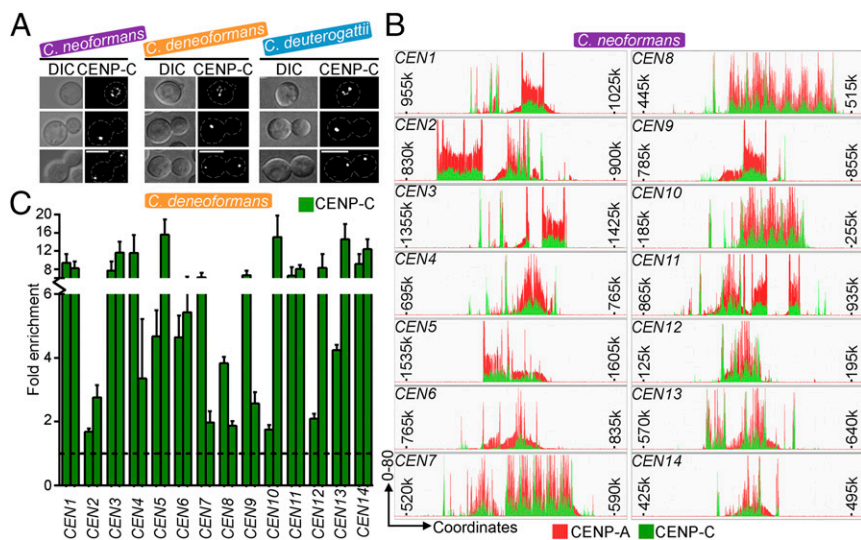 A
C. neoformans
C. deneoformans
C. deuterogattii
DIC CENP-C DIC CENP-C DIC CENP-C
C
C. deneoformans
CENP-C
Fold enrichment
20
16
12
8
6
4
2
0
CEN1 CEN2 CEN3 CEN4 CEN5 CEN6 CEN7 CEN8 CEN9 CEN10 CEN11 CEN12 CEN13 CEN14
B
C. neoformans
CEN1 955k 1025k
CEN2 830k 900k
CEN3 1355k 1425k
CEN4 695k 765k
CEN5 1535k 1605k
CEN6 765k 835k
CEN7 520k 590k
CEN8 445k 515k
CEN9 785k 855k
CEN10 185k 255k
CEN11 865k 935k
CEN12 125k 195k
CEN13 570k 640k
CEN14 425k 495k
0-80
Coordinates
CENP-A CENP-C